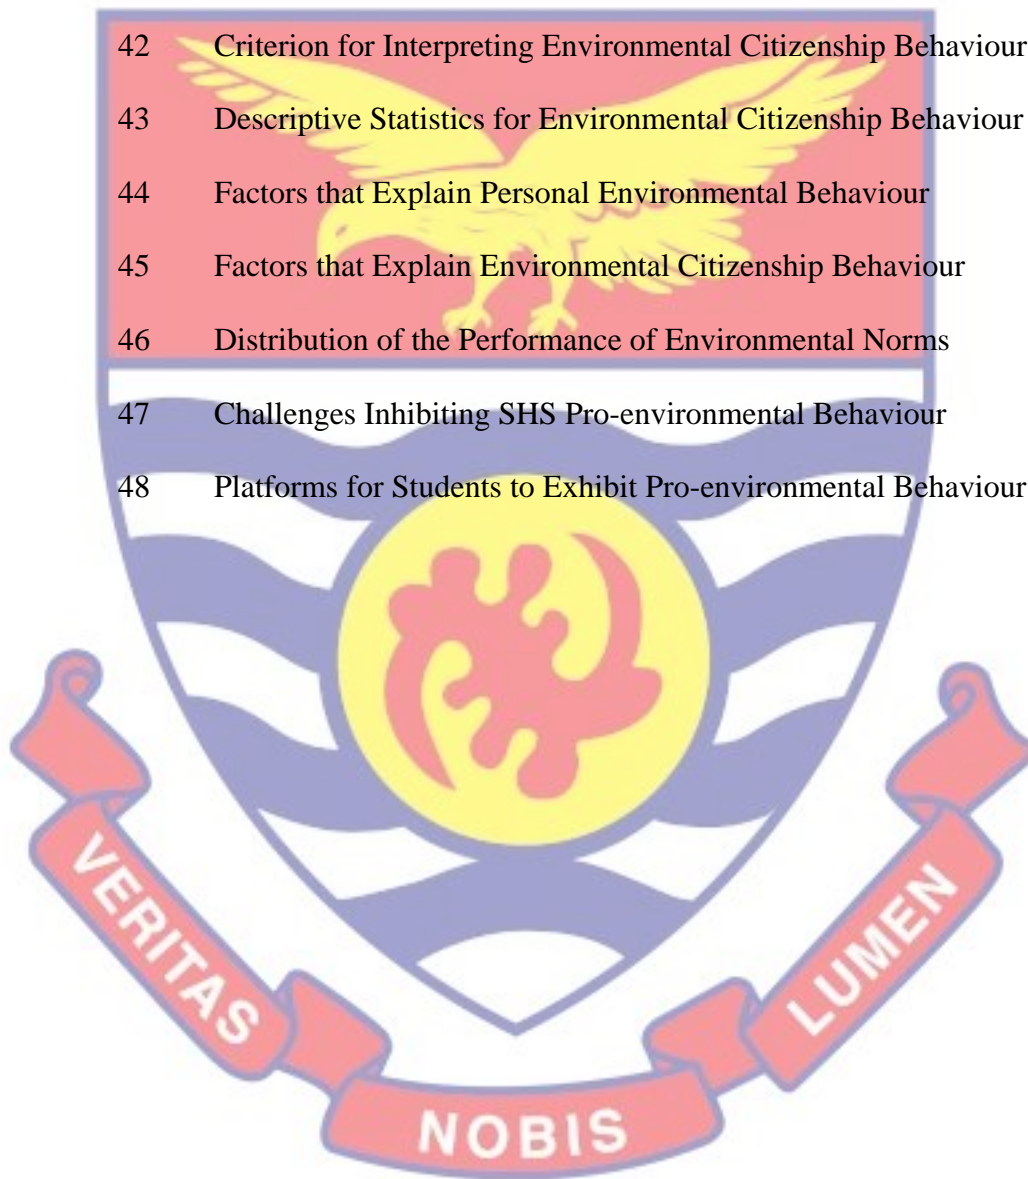 42 Criterion for Interpreting Environmental Citizenship Behaviour
43 Descriptive Statistics for Environmental Citizenship Behaviour
44 Factors that Explain Personal Environmental Behaviour
45 Factors that Explain Environmental Citizenship Behaviour
46 Distribution of the Performance of Environmental Norms
47 Challenges Inhibiting SHS Pro-environmental Behaviour
48 Platforms for Students to Exhibit Pro-environmental Behaviour
VERITAS
NOBIS
LUMEN